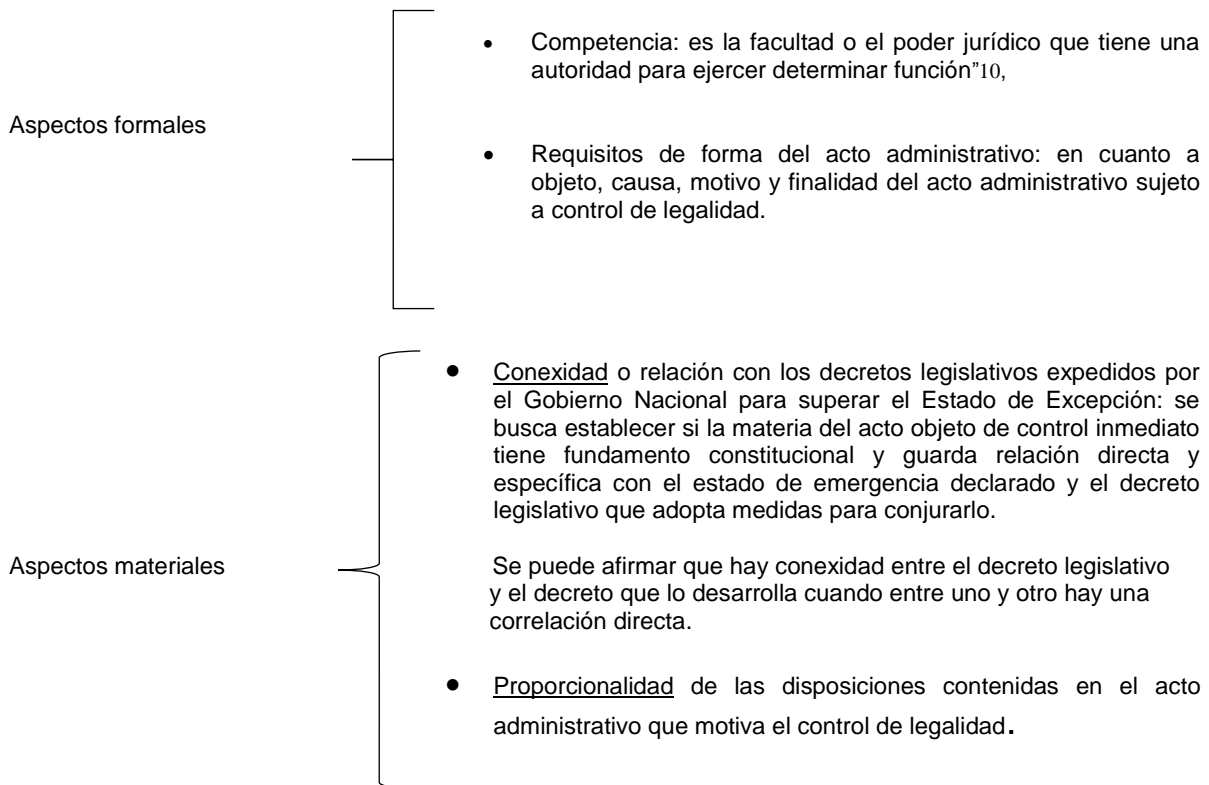 • Competencia: es la facultad o el poder jurídico que tiene una
autoridad para ejercer determinar función”10,
Aspectos formales
• Requisitos de forma del acto administrativo: en cuanto a
objeto, causa, motivo y finalidad del acto administrativo sujeto
a control de legalidad.
• Conexidad o relación con los decretos legislativos expedidos por
el Gobierno Nacional para superar el Estado de Excepción: se
busca establecer si la materia del acto objeto de control inmediato
tiene fundamento constitucional y guarda relación directa y
específica con el estado de emergencia declarado y el decreto
legislativo que adopta medidas para conjurarlo.
Aspectos materiales
Se puede afirmar que hay conexidad entre el decreto legislativo
y el decreto que lo desarrolla cuando entre uno y otro hay una
correlación directa.
• Proporcionalidad de las disposiciones contenidas en el acto
administrativo que motiva el control de legalidad.